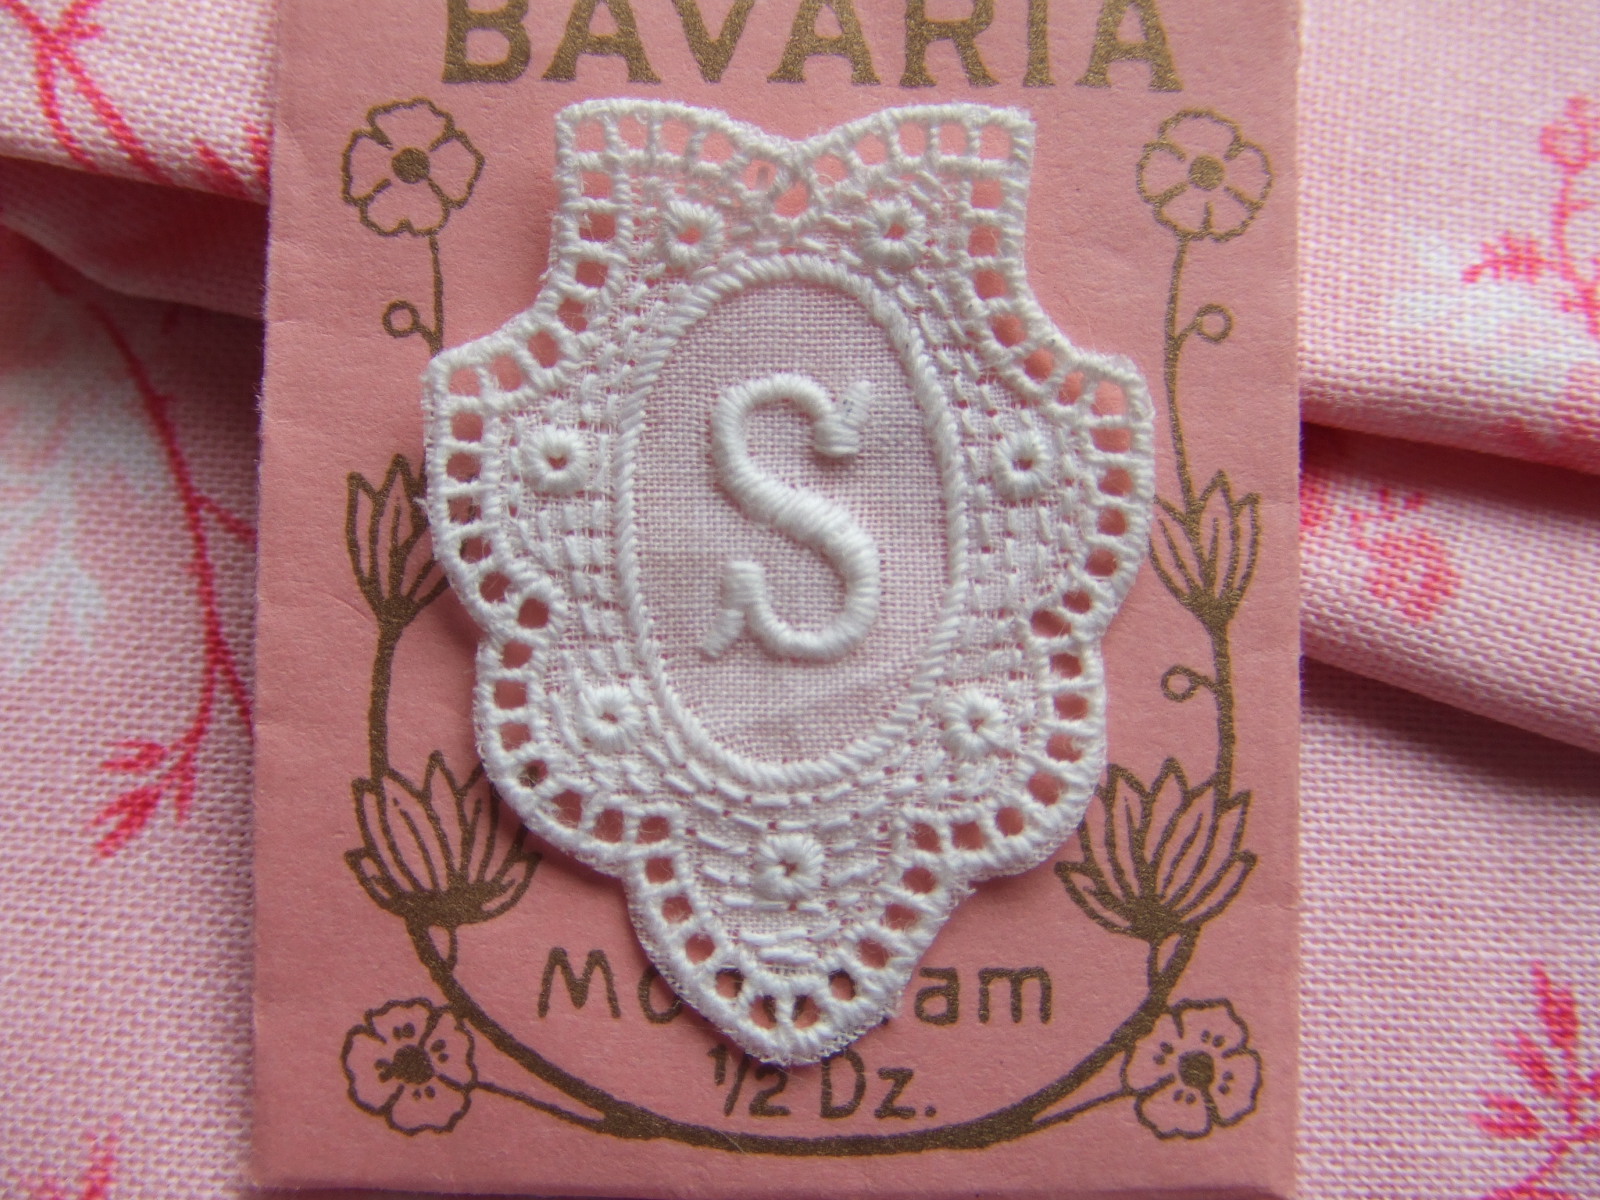 BAVARIA
S
½ Dz.